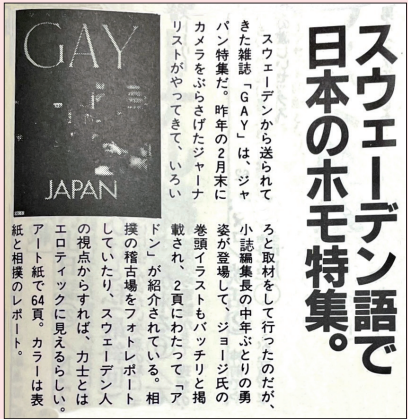 スウェーデン語で
日本のホモ特集。
スウェーデンから送られて
きた雑誌「GAY」は、ジャ
パン特集だ。昨年の2月末に
カメラをぶらさげたジャーナ
リストがやってきて、いろい
ろと取材をして行ったのだが、
小誌編集長の中年ぶとりの勇
姿が登場して、ジョージ氏の
巻頭イラストもバッチリと掲
載され、2頁にわたって「ア
ドン」が紹介されている。相
撲の稽古場をフォトレポート
していたり、スウェーデン人
の視点からすれば、力士とは
エロティックに見えるらしい。
アート紙で64頁。カラーは表
紙と相撲のレポート。
GAY
JAPAN